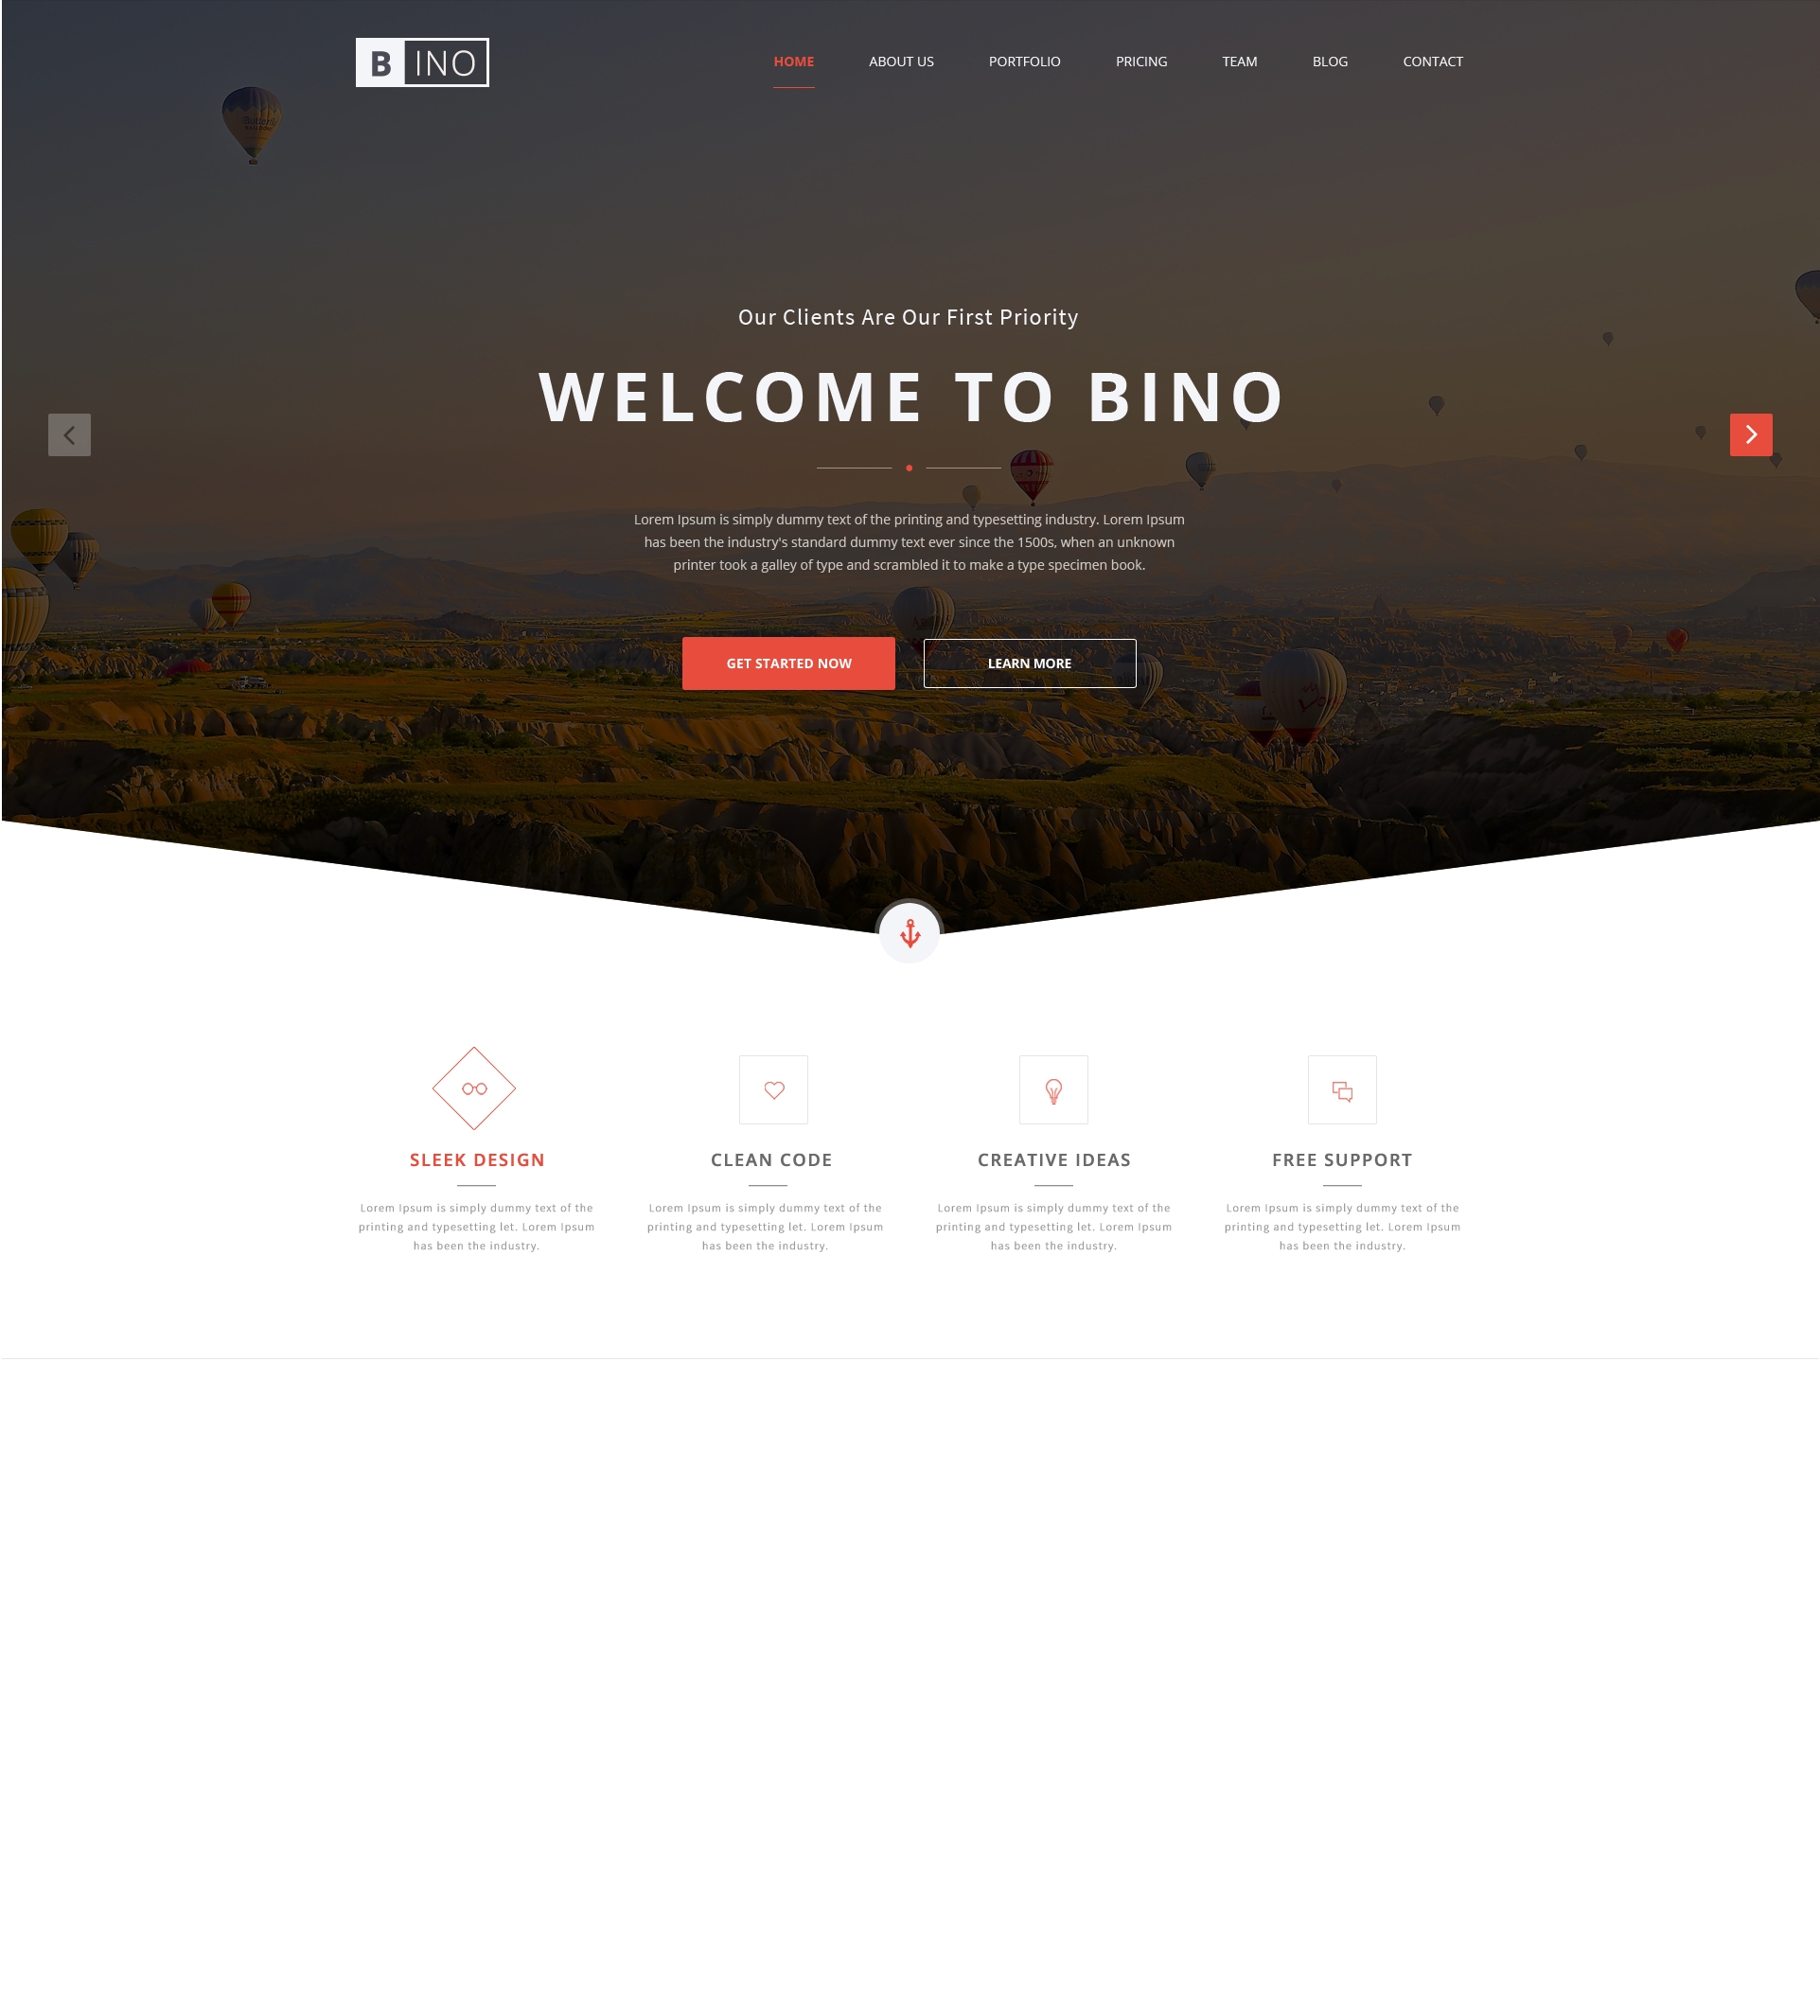 B INO
HOME ABOUT US PORTFOLIO PRICING TEAM BLOG CONTACT
Our Clients Are Our First Priority
WELCOME TO BINO
Lorem Ipsum is simply dummy text of the printing and typesetting industry. Lorem Ipsum
has been the industry's standard dummy text ever since the 1500s, when an unknown
printer took a galley of type and scrambled it to make a type specimen book.
GET STARTED NOW LEARN MORE
SLEEK DESIGN
Lorem Ipsum is simply dummy text of the
printing and typesetting let. Lorem Ipsum
has been the industry.
CLEAN CODE
Lorem Ipsum is simply dummy text of the
printing and typesetting let. Lorem Ipsum
has been the industry.
CREATIVE IDEAS
Lorem Ipsum is simply dummy text of the
printing and typesetting let. Lorem Ipsum
has been the industry.
FREE SUPPORT
Lorem Ipsum is simply dummy text of the
printing and typesetting let. Lorem Ipsum
has been the industry.